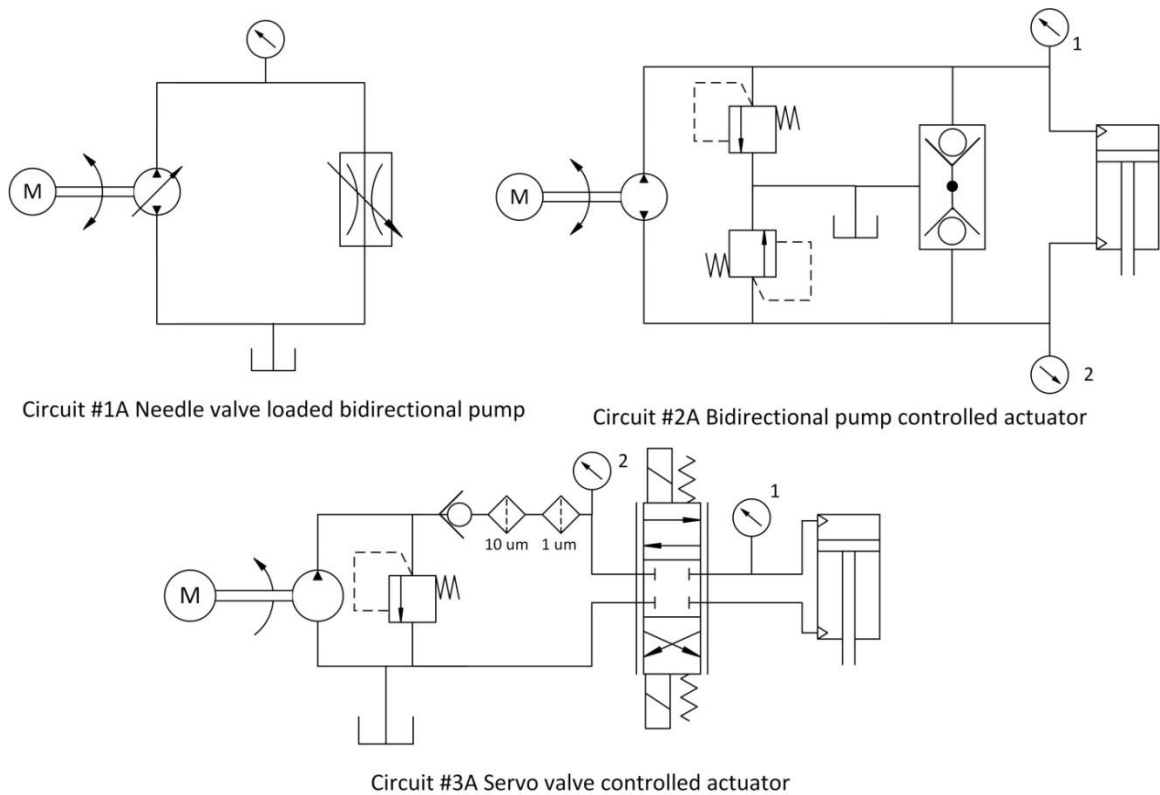 M
Circuit #1A Needle valve loaded bidirectional pump
1
M
2
Circuit #2A Bidirectional pump controlled actuator
2
1
10 um 1 um
M
Circuit #3A Servo valve controlled actuator